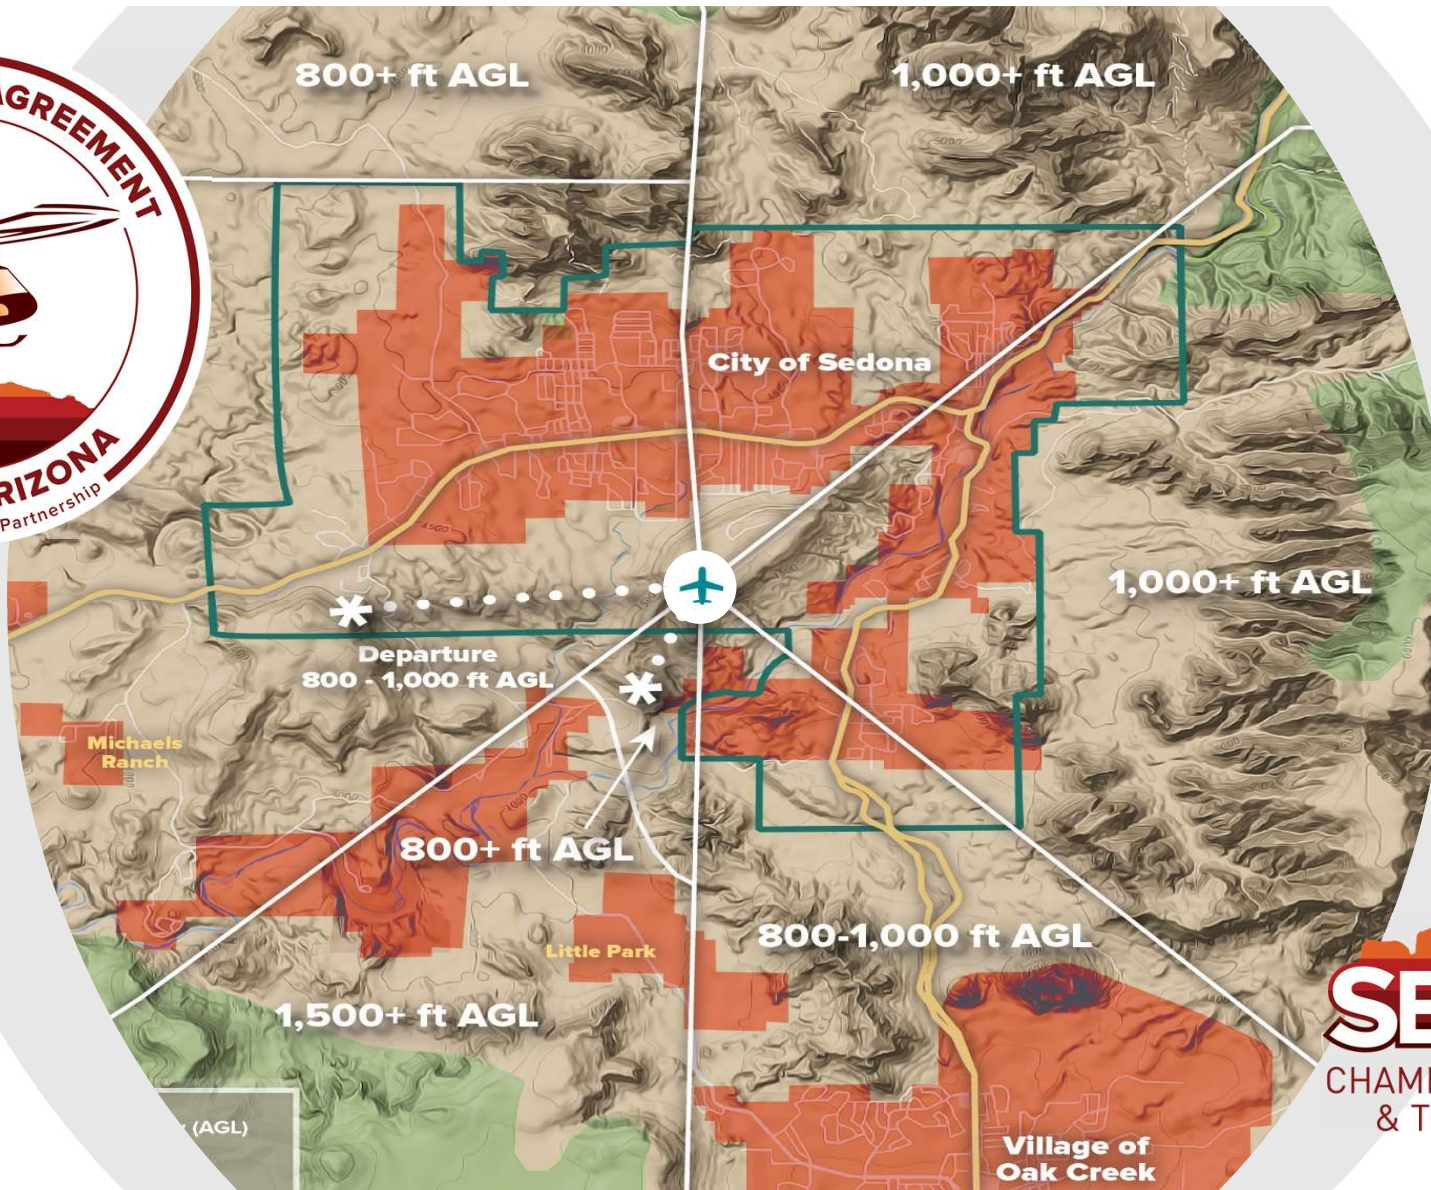 800+ ft AGL
1,000+ ft AGL
AGREEMENT
City of Sedona
RIZONA
Partnership
4500
1,000+ ft AGL
Departure
800 - 1,000 ft AGL
Michaels
Ranch
4000
800+ ft AGL
800-1,000 ft AGL
Little Park
1,500+ ft AGL
SE
CHAM
& T
(AGL)
Village of
Oak Creek